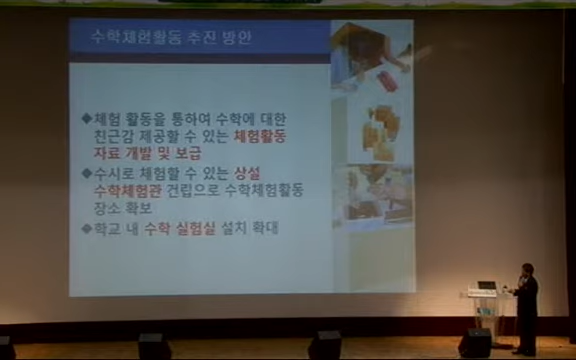 수학체험활동 추진 방안
◆체험 활동을 통하여 수학에 대한
친근감 제공할 수 있는 체험활동
자료 개발 및 보급
◆수시로 체험할 수 있는 상설
수학체험관 건립으로 수학체험활동
장소 확보
◆학교 내 수학 실험실 설치 확대